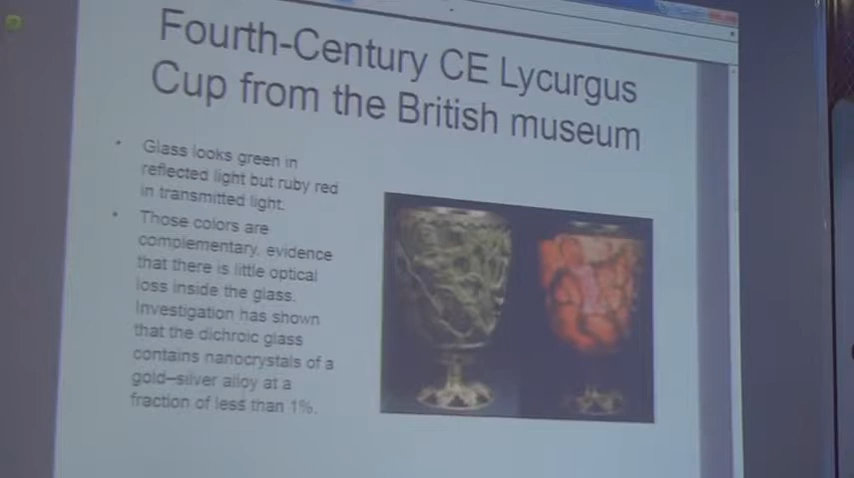 Fourth-Century CE Lycurgus
Cup from the British museum
• Glass looks green in
reflected light but ruby red
in transmitted light.
• Those colors are
complementary, evidence
that there is little optical
loss inside the glass.
Investigation has shown
that the dichroic glass
contains nanocrystals of a
gold–silver alloy at a
fraction of less than 1%.